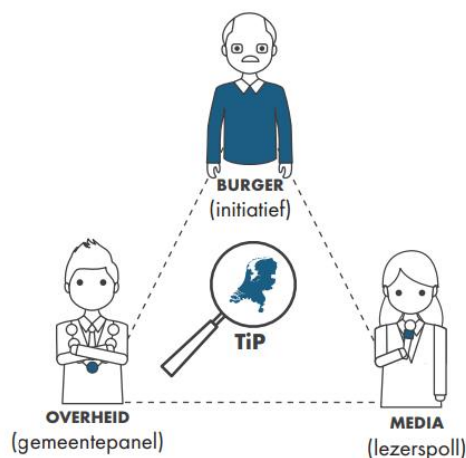 BURGER
(initiatief)
TiP
OVERHEID
(gemeentepanel)
MEDIA
(lezerspoll)